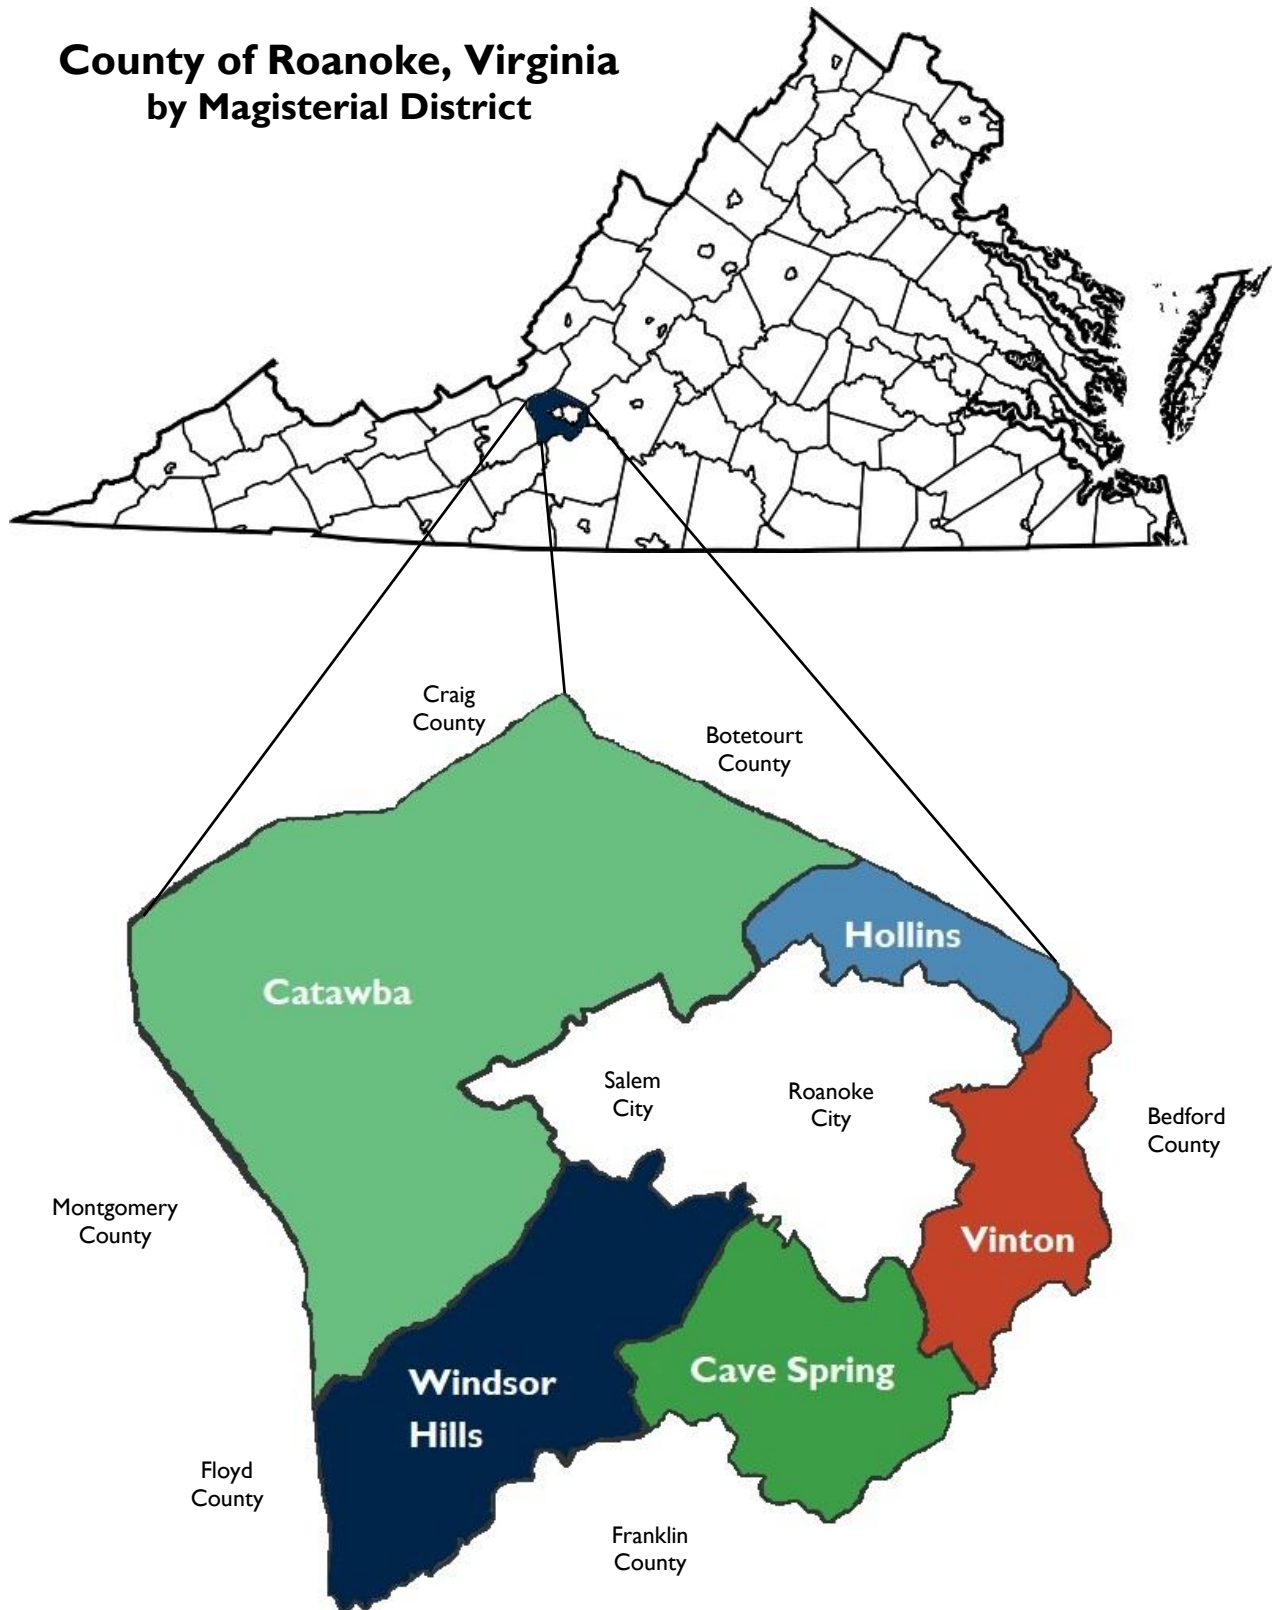 County of Roanoke, Virginia
by Magisterial District
Craig
County
Botetourt
County
Hollins
Catawba
Salem
City
Roanoke
City
Bedford
County
Montgomery
County
Vinton
Cave Spring
Windsor
Hills
Floyd
County
Franklin
County